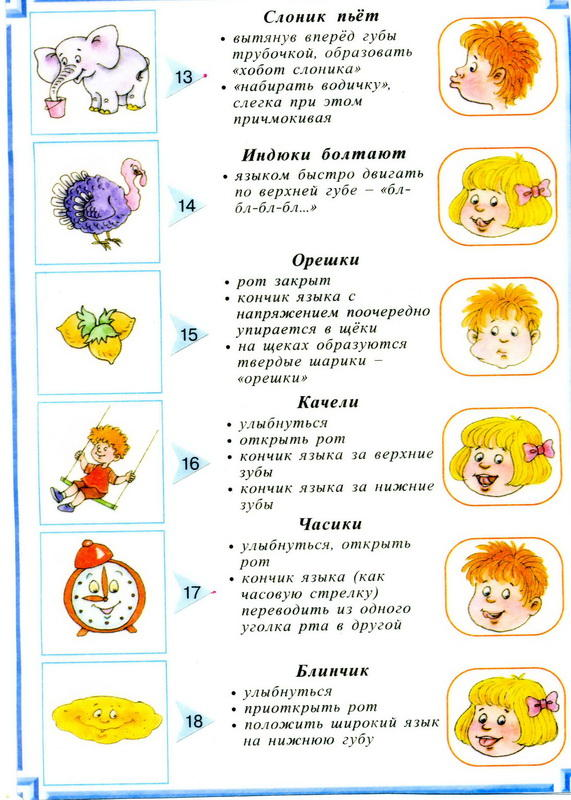 Слоник пьёт
• вытянув вперёд губы
трубочкой, образовать
«хобот слоника»
• «набирать водичку»,
слегка при этом
причмокивая
13
Индюки болтают
• языком быстро двигать
по верхней губе – «бл-
бл-бл-бл...»
14
Орешки
• рот закрыт
• кончик языка с
напряжением поочередно
упирается в щёки
• на щеках образуются
твердые шарики –
«орешки»
15
Качели
• улыбнуться
• открыть рот
• кончик языка за верхние
зубы
• кончик языка за нижние
зубы
16
Часики
• улыбнуться, открыть
рот
• кончик языка (как
часовую стрелку)
переводить из одного
уголка рта в другой
17
Блинчик
• улыбнуться
• приоткрыть рот
• положить широкий язык
на нижнюю губу
18